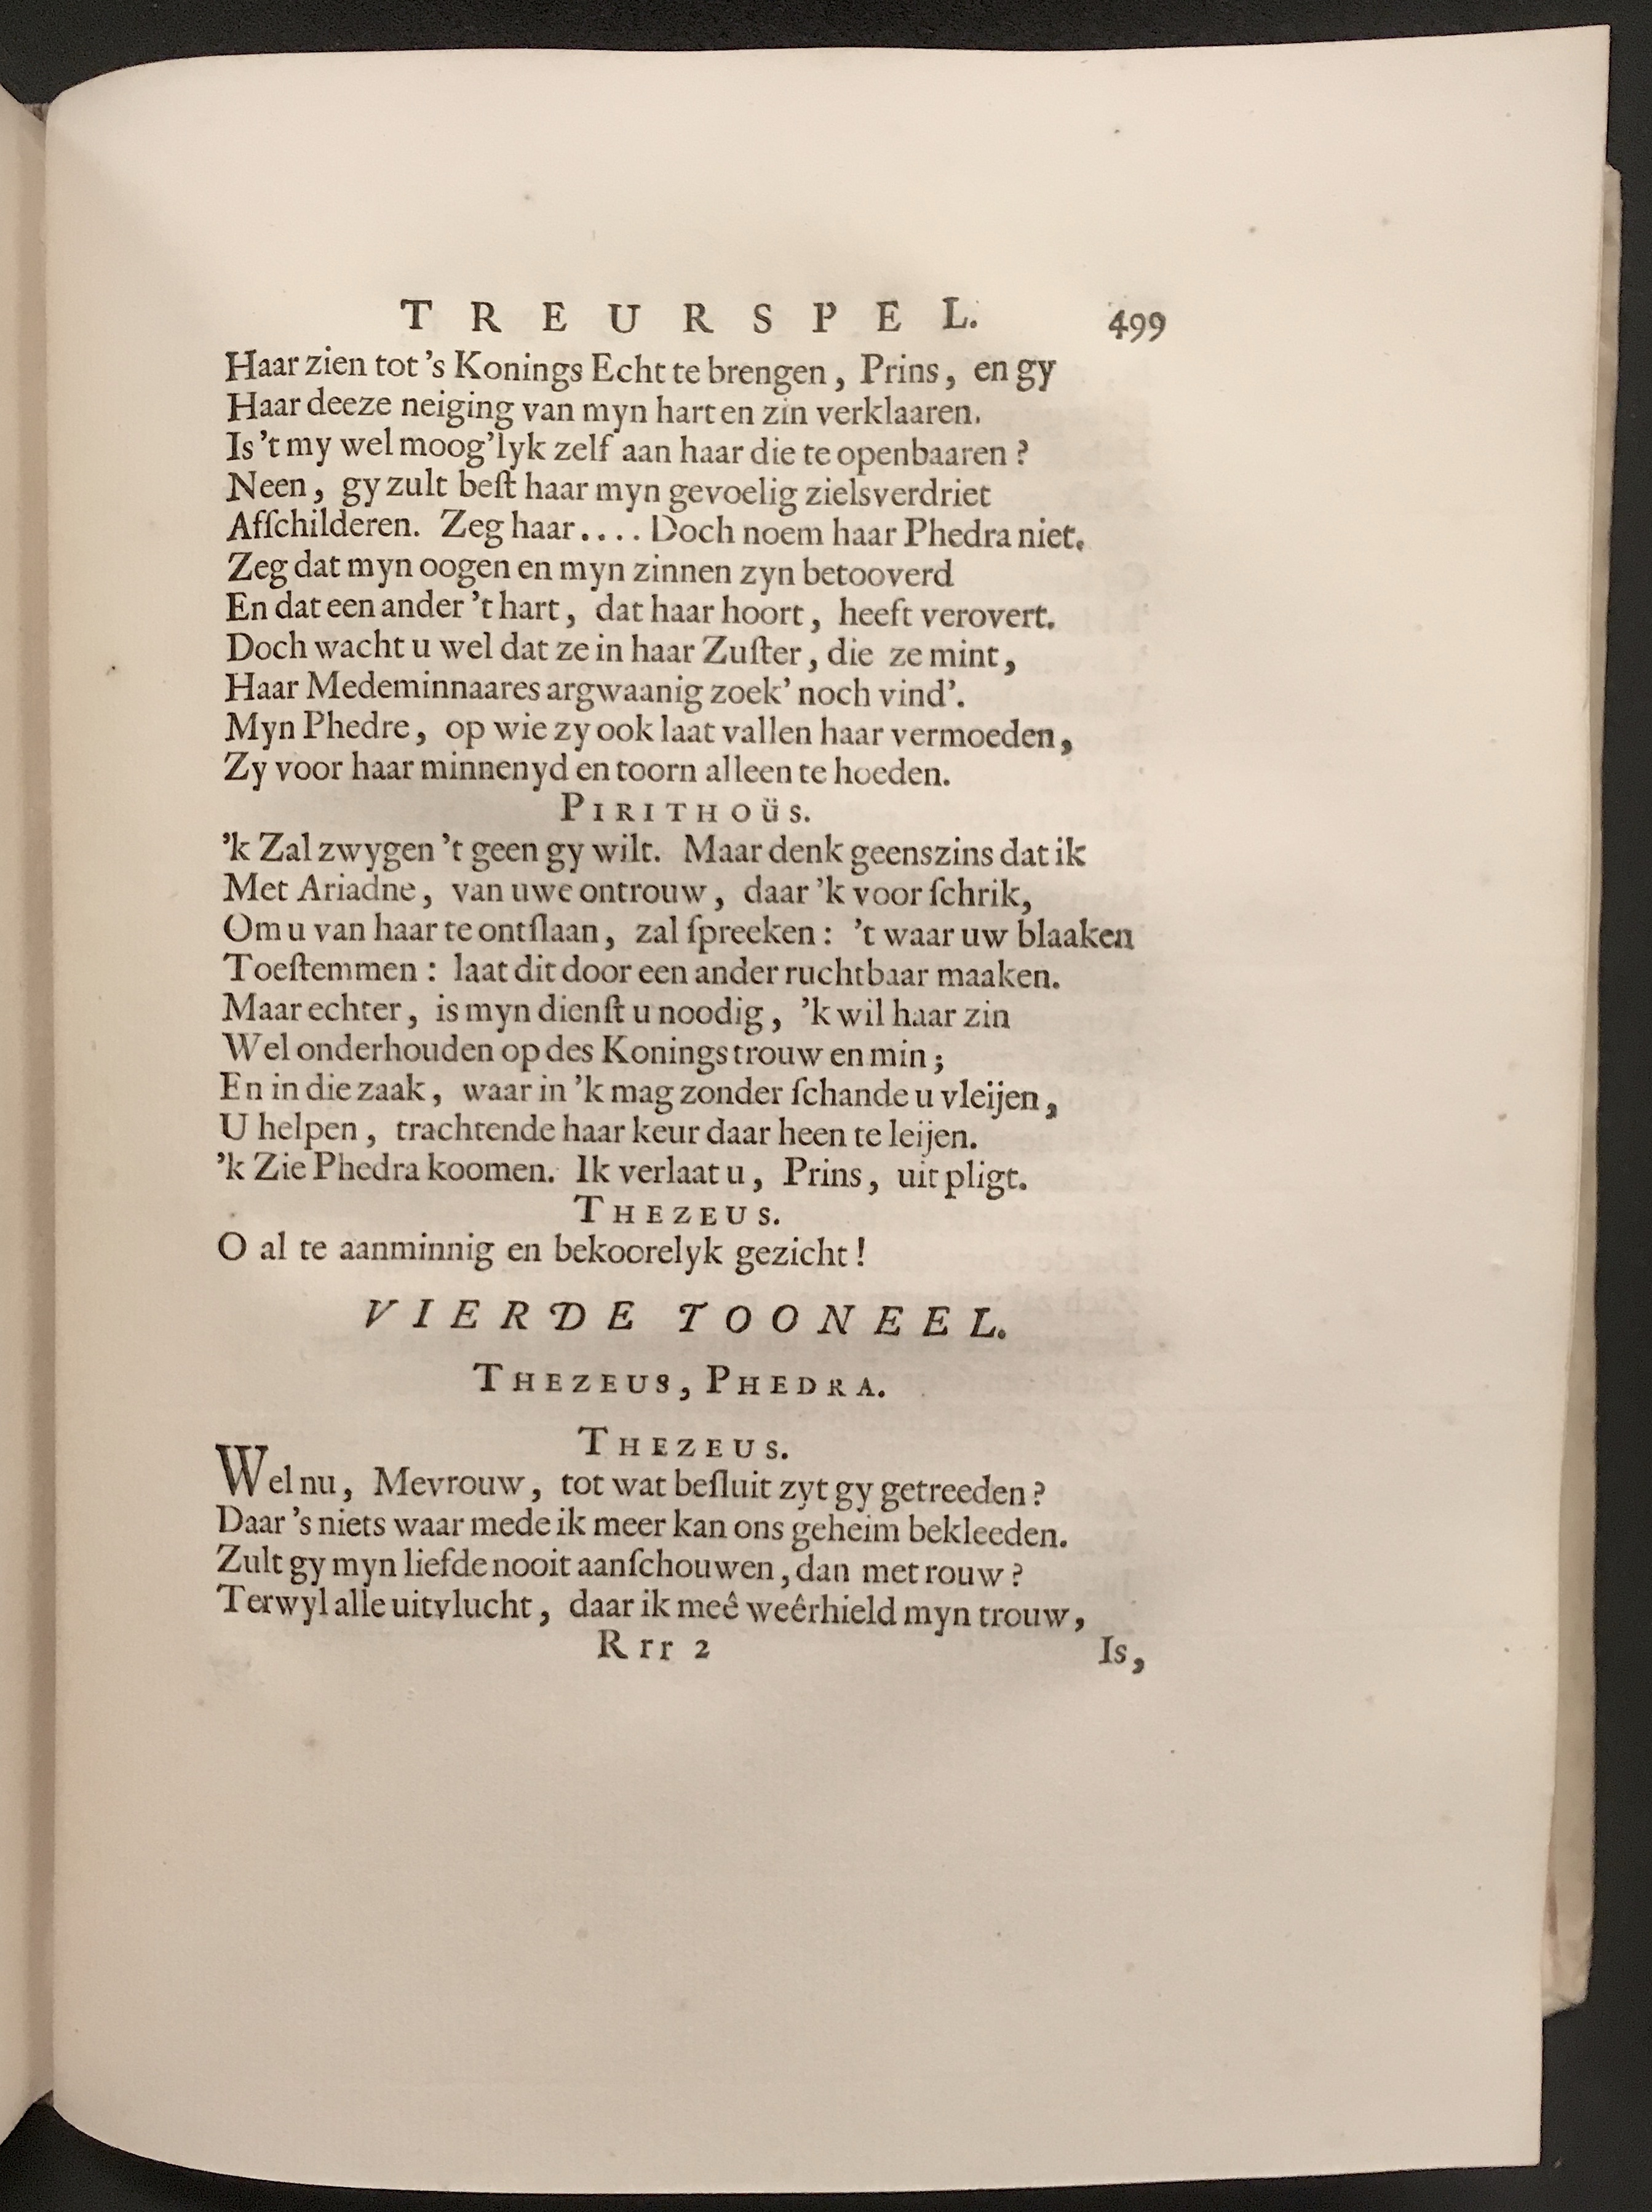 TREURSPEL. 499
Haar zien tot 's Konings Echt te brengen, Prins, en gy
Haar deeze neiging van myn hart en zin verklaaren.
Is 't my wel moog'lyk zelf aan haar die te openbaaren?
Neen, gy zult beſt haar myn gevoelig zielsverdriet
Afſchilderen. Zeg haar.... Doch noem haar Phedra niet.
Zeg dat myn oogen en myn zinnen zyn betooverd
En dat een ander 't hart, dat haar hoort, heeft verovert.
Doch wacht u wel dat ze in haar Zuſter, die ze mint,
Haar Medeminnaares argwaanig zoek' noch vind'.
Myn Phedre, op wie zy ook laat vallen haar vermoeden,
Zy voor haar minnenyd en toorn alleen te hoeden.
PIRITHOÜS.
'k Zal zwygen 't geen gy wilt. Maar denk geenszins dat ik
Met Ariadne, van uwe ontrouw, daar 'k voor ſchrik,
Om u van haar te ontſlaan, zal ſpreeken: 't waar uw blaaken
Toeſtemmen: laat dit door een ander ruchtbaar maaken.
Maar echter, is myn dienſt u noodig, 'k wil haar zin
Wel onderhouden op des Konings trouw en min;
En in die zaak, waar in 'k mag zonder ſchande u vleijen,
U helpen, trachtende haar keur daar heen te leijen.
'k Zie Phedra koomen. Ik verlaat u, Prins, uit pligt.
THEZEUS.
O al te aanminnig en bekoorelyk gezicht!
VIERDE TOONEEL.
THEZEUS, PHEDRA.
THEZEUS.
Wel nu, Mevrouw, tot wat beſluit zyt gy getreeden?
Daar 's niets waar mede ik meer kan ons geheim bekleeden.
Zult gy myn liefde nooit aanſchouwen, dan met rouw?
Terwyl alle uitvlucht, daar ik meê weêrhield myn trouw,
Rrr 2 Is,